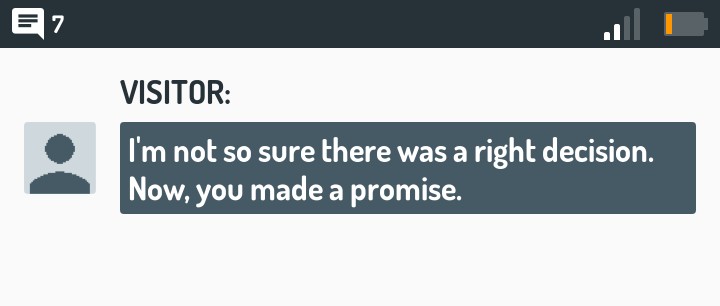 7
VISITOR:
I'm not so sure there was a right decision.
Now, you made a promise.